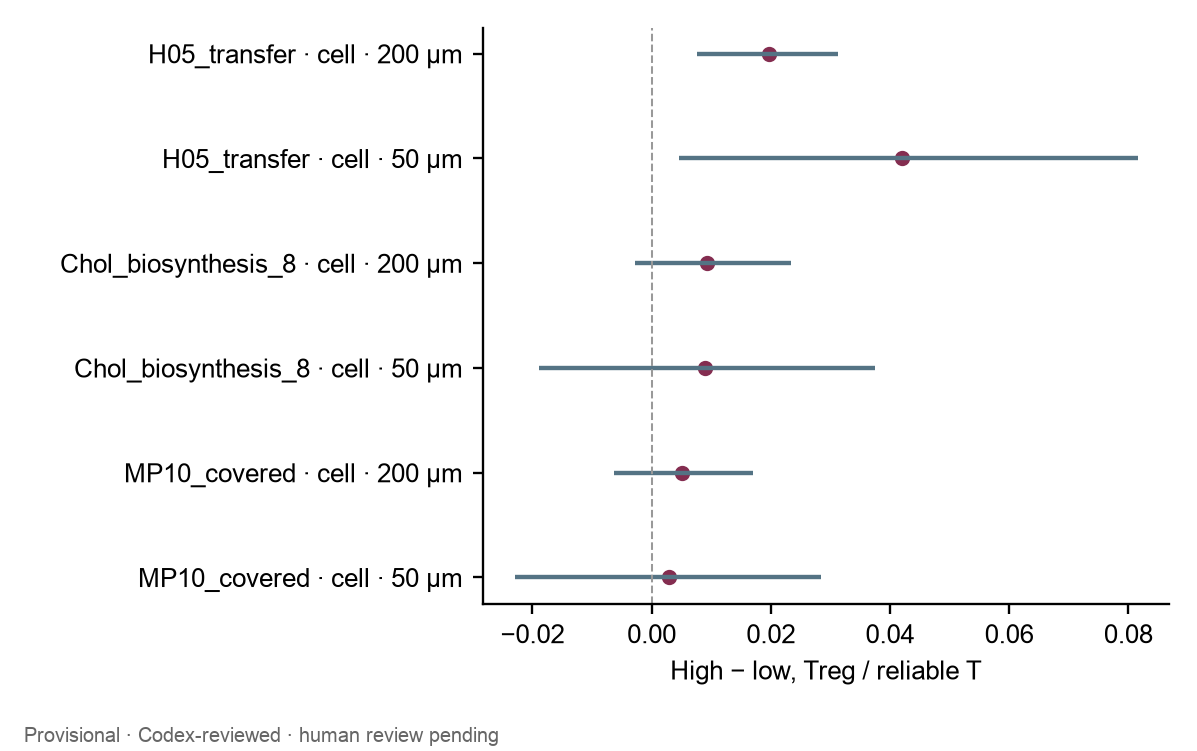 H05_transfer · cell · 200 µm
H05_transfer · cell · 50 µm
Chol_biosynthesis_8 · cell · 200 µm
Chol_biosynthesis_8 · cell · 50 µm
MP10_covered · cell · 200 µm
MP10_covered · cell · 50 µm
−0.02 0.00 0.02 0.04 0.06 0.08
High − low, Treg / reliable T
Provisional · Codex-reviewed · human review pending